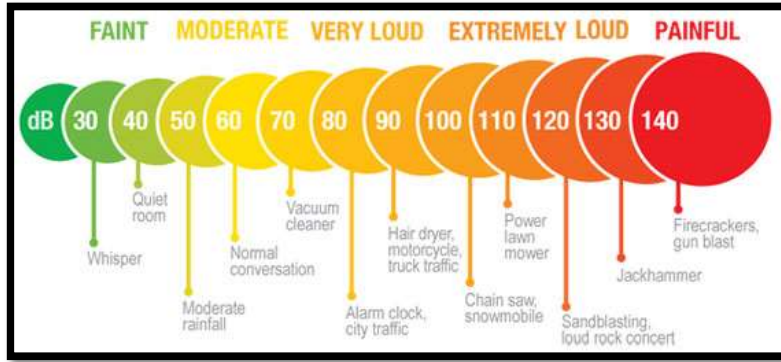 FAINT MODERATE VERY LOUD EXTREMELY LOUD PAINFUL
dB 30 40 50 60 70 80 90 100 110 120 130 140
Whisper
Quiet
room
Moderate
rainfall
Normal
conversation
Vacuum
cleaner
Alarm clock,
city traffic
Hair dryer,
motorcycle,
truck traffic
Chain saw,
snowmobile
Power
lawn
mower
Sandblasting,
loud rock concert
Jackhammer
Firecrackers,
gun blast